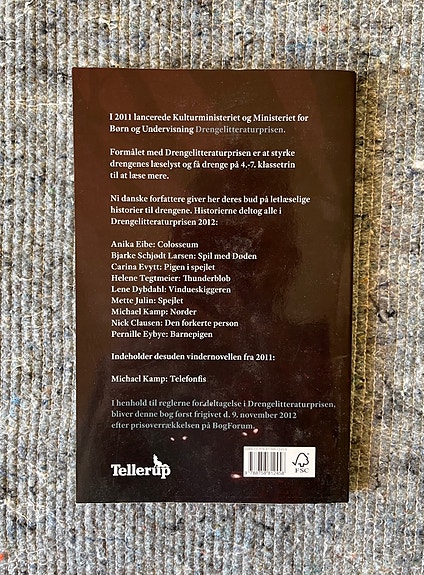 I 2011 lancerede Kulturministeriet og Ministeriet for
Børn og Undervisning Drengelitteraturprisen.
Formålet med Drengelitteraturprisen er at styrke
drengenes læselyst og få drenge på 4.-7. klassetrin
til at læse mere.
Ni danske forfattere giver her deres bud på letlæselige
historier til drengene. Historierne deltog alle i
Drengelitteraturprisen 2012:
Anika Eibe: Colosseum
Bjarke Schjødt Larsen: Spil med Døden
Carina Evytt: Pigen i spejlet
Helene Tegtmeier: Thunderblob
Lene Dybdahl: Vindueskiggeren
Mette Julin: Spejlet
Michael Kamp: Nørder
Nick Clausen: Den forkerte person
Pernille Eybye: Barnepigen
Indeholder desuden vindernovellen fra 2011:
Michael Kamp: Telefonfis
I henhold til reglerne for deltagelse i Drengelitteraturprisen,
bliver denne bog først frigivet d. 9. november 2012
efter prisoverrækkelsen på BogForum.
Tellerup
FSC